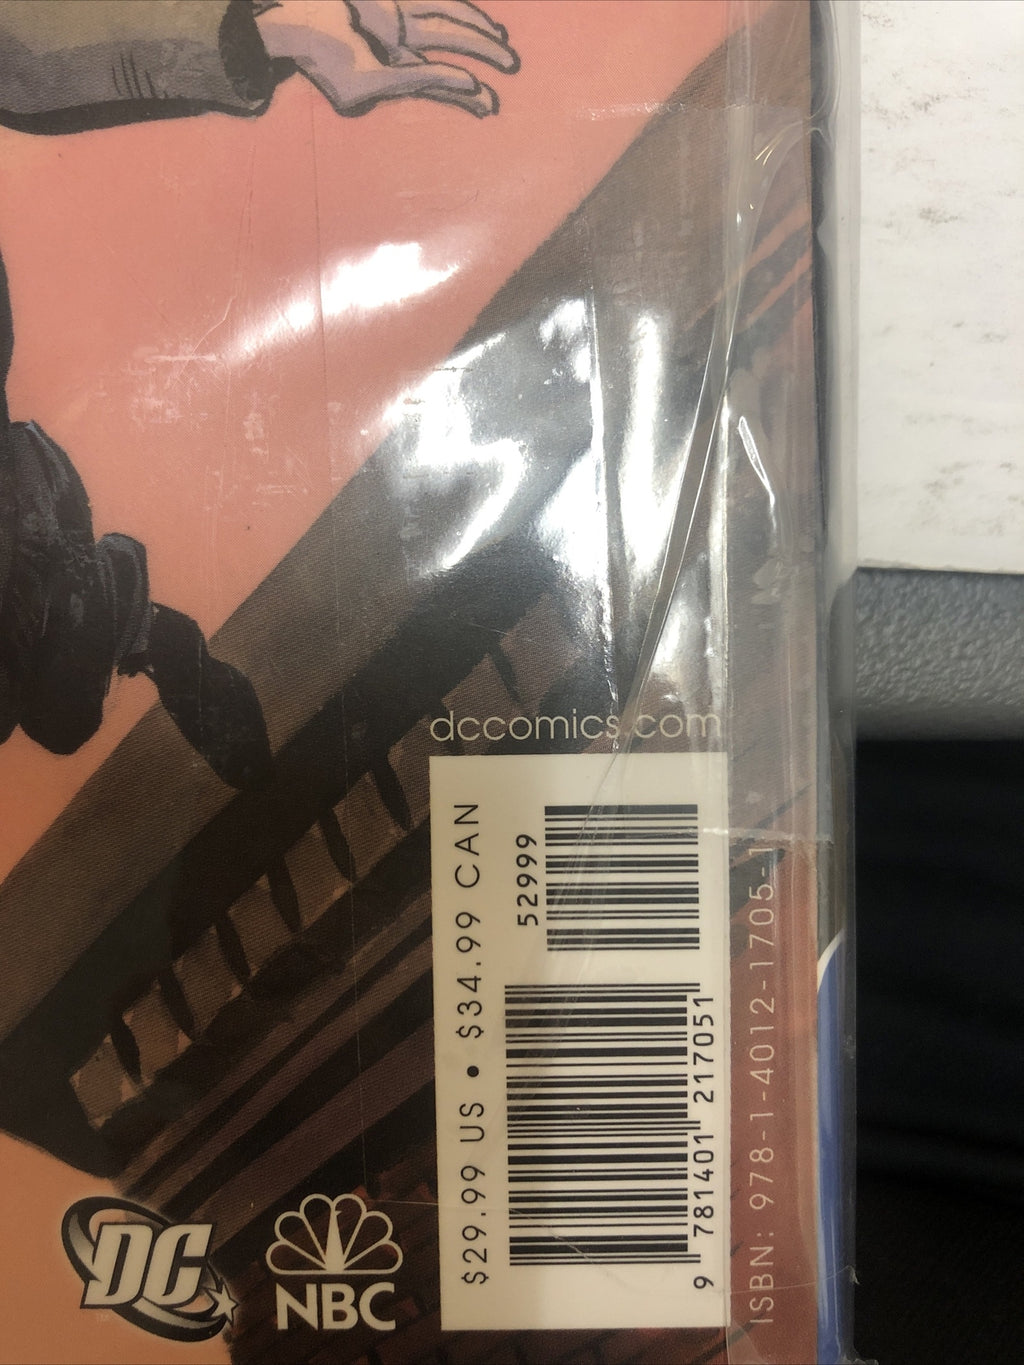 dccomics.com
$29.99 US • $34.99 CAN
52999
9 781401 217051
ISBN: 978-1-4012-1705-1
DC
NBC